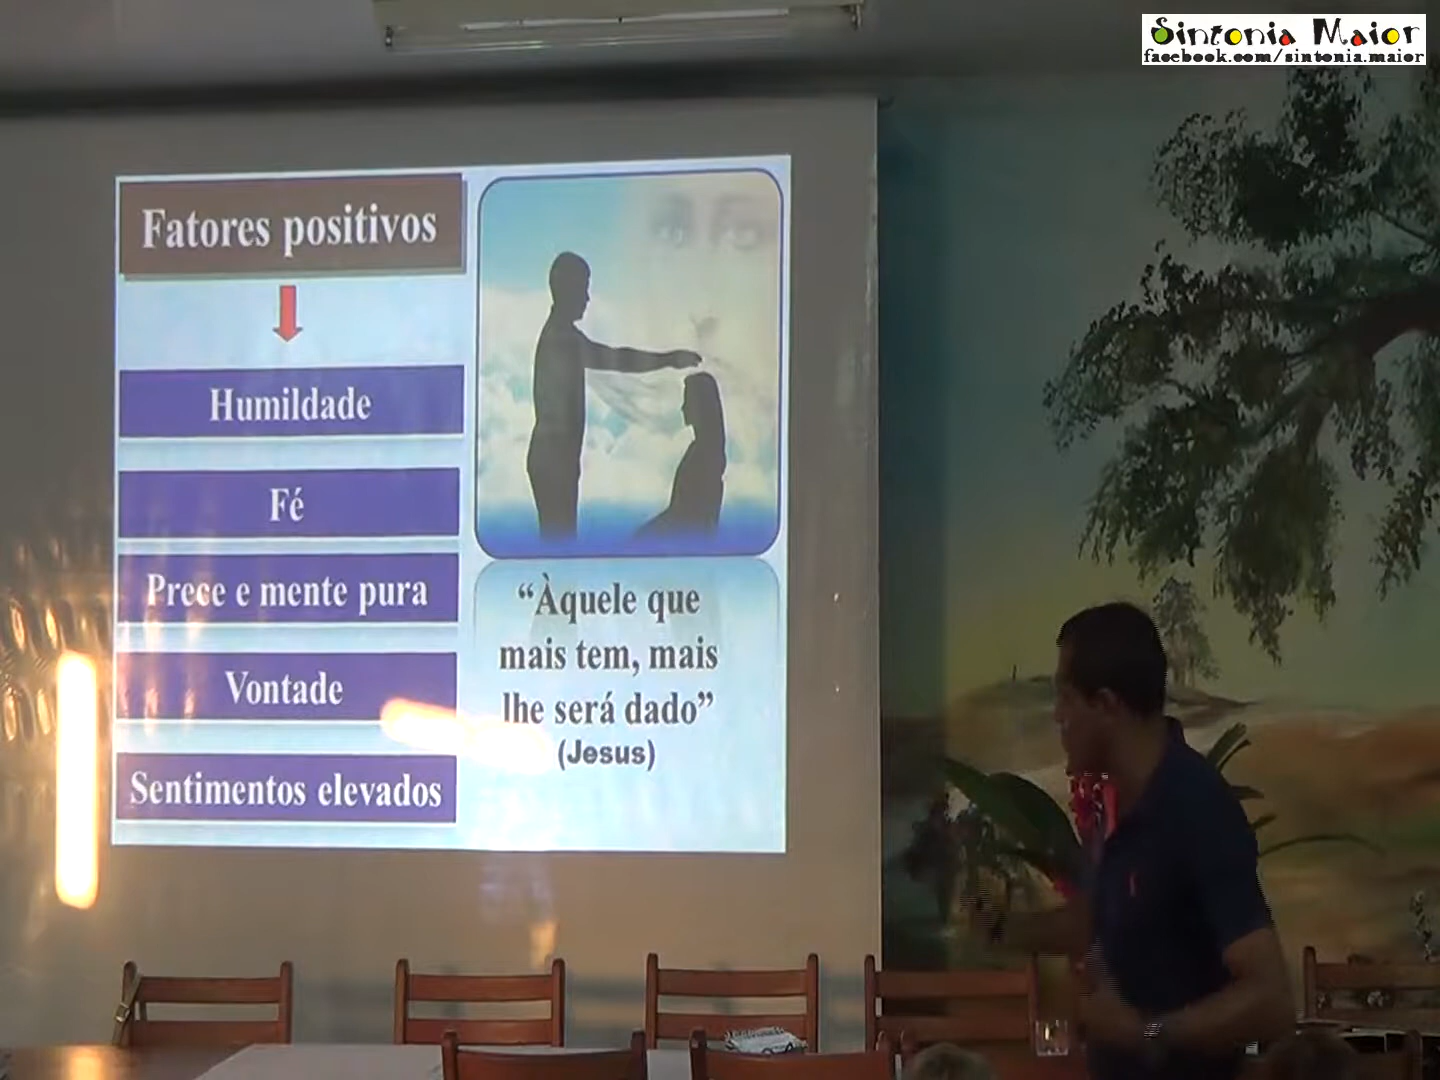 Sintonia Maior
facebook.com/sintonia.maior
Fatores positivos
Humildade
Fé
Prece e mente pura
Vontade
Sentimentos elevados
“Àquele que
mais tem, mais
lhe será dado”
(Jesus)